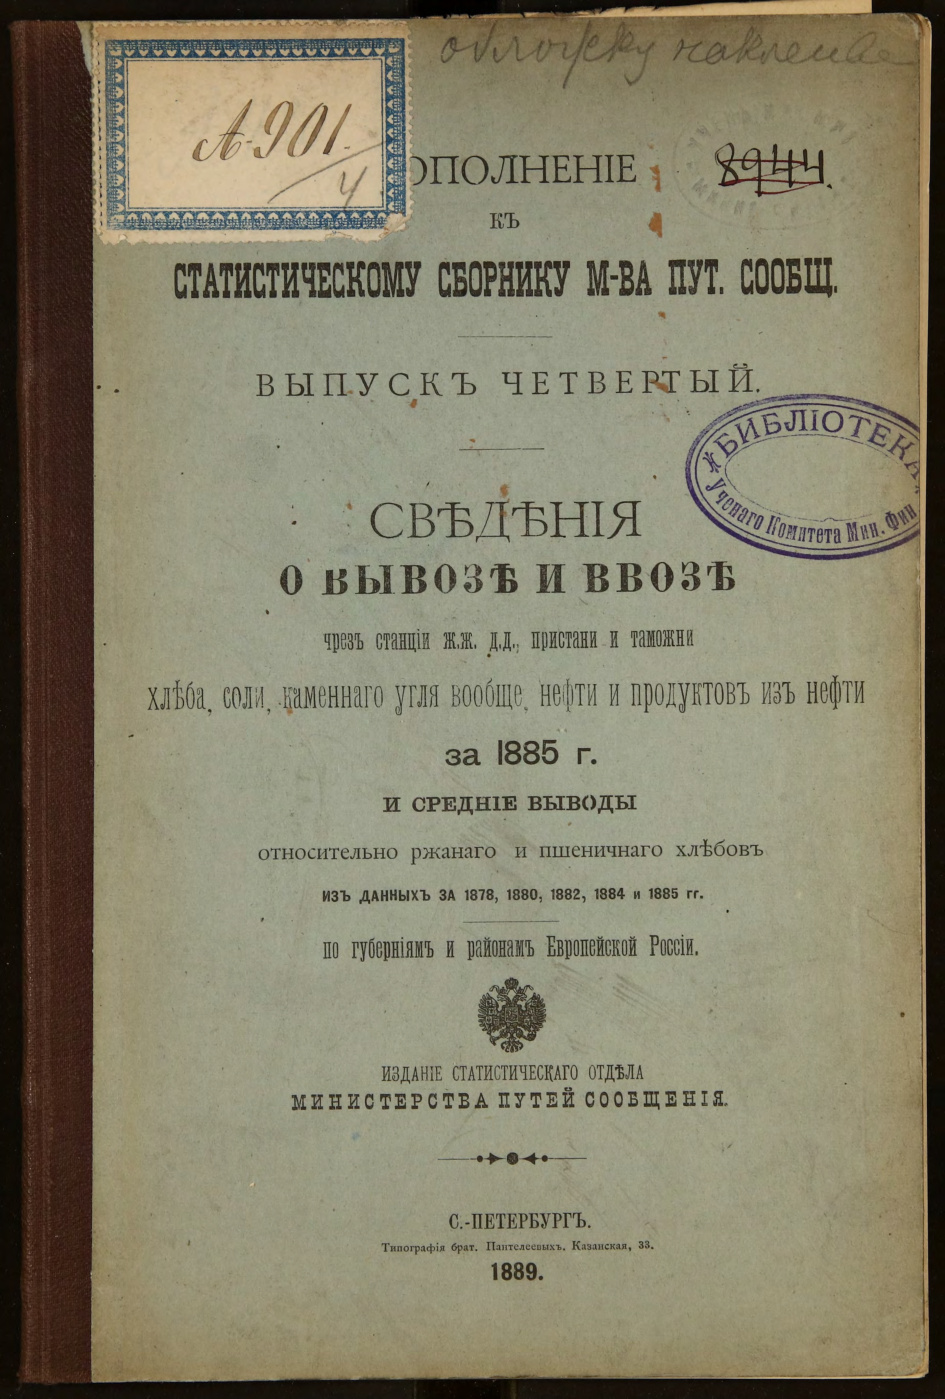 обложку наклеива
А-901.
4
ОПОЛНЕНІЕ
8944.
КЪ
СТАТИСТИЧЕСКОМУ СБОРНИКУ М-ВА ПУТ. СООБЩ.
ВЫПУСКЪ ЧЕТВЕРТЫЙ.
БИБЛІОТЕКА
Ученаго Комитета Мин. Фин
СВѢДѢНІЯ
О ВЫВОЗѢ И ВВОЗѢ
чрезъ станціи ж.ж. д.д., пристани и таможни
хлѣба, соли, каменнаго угля вообще, нефти и продуктовъ изъ нефти
за 1885 г.
И СРЕДНІЕ ВЫВОДЫ
относительно ржанаго и пшеничнаго хлѣбовъ
ИЗЪ ДАННЫХЪ ЗА 1878, 1880, 1882, 1884 и 1885 гг.
по губерніямъ и районамъ Европейской Россіи.
ИЗДАНІЕ СТАТИСТИЧЕСКАГО ОТДѢЛА
МИНИСТЕРСТВА ПУТЕЙ СООБЩЕНІЯ.
С.-ПЕТЕРБУРГЪ.
Типографія брат. Пантелеевыхъ. Казанская, 33.
1889.